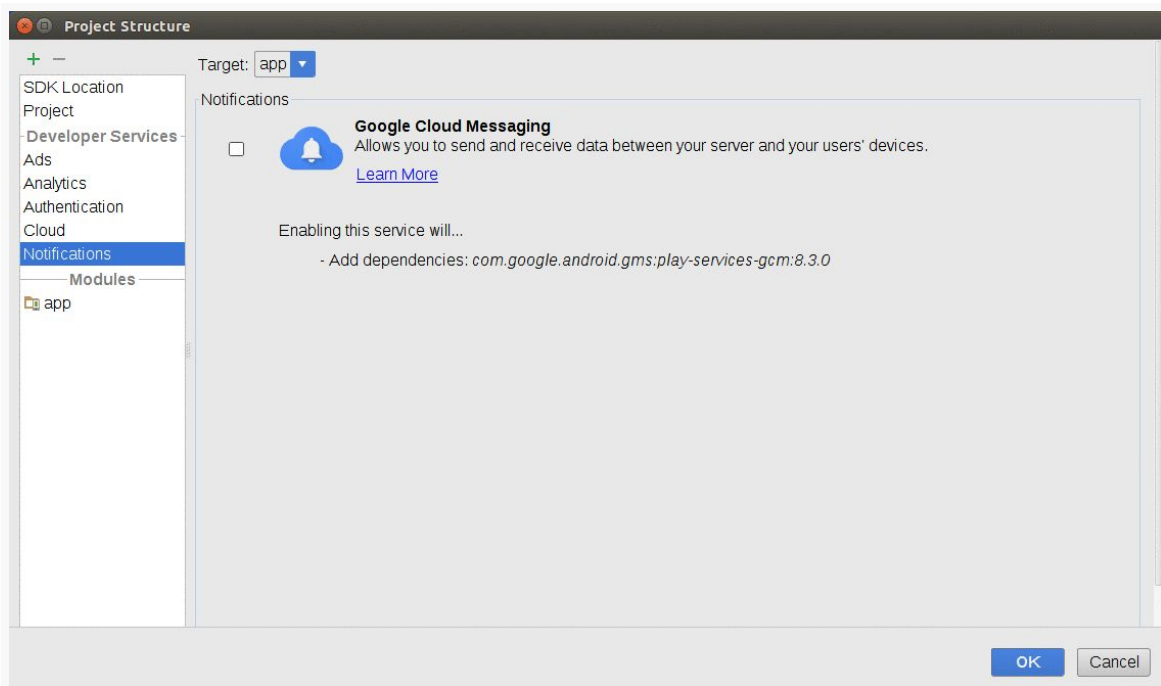 Project Structure
+ −
SDK Location
Project
Developer Services
Ads
Analytics
Authentication
Cloud
Notifications
Modules
app
Target: app
Notifications
Google Cloud Messaging
Allows you to send and receive data between your server and your users' devices.
Learn More
Enabling this service will...
- Add dependencies: com.google.android.gms:play-services-gcm:8.3.0
OK Cancel